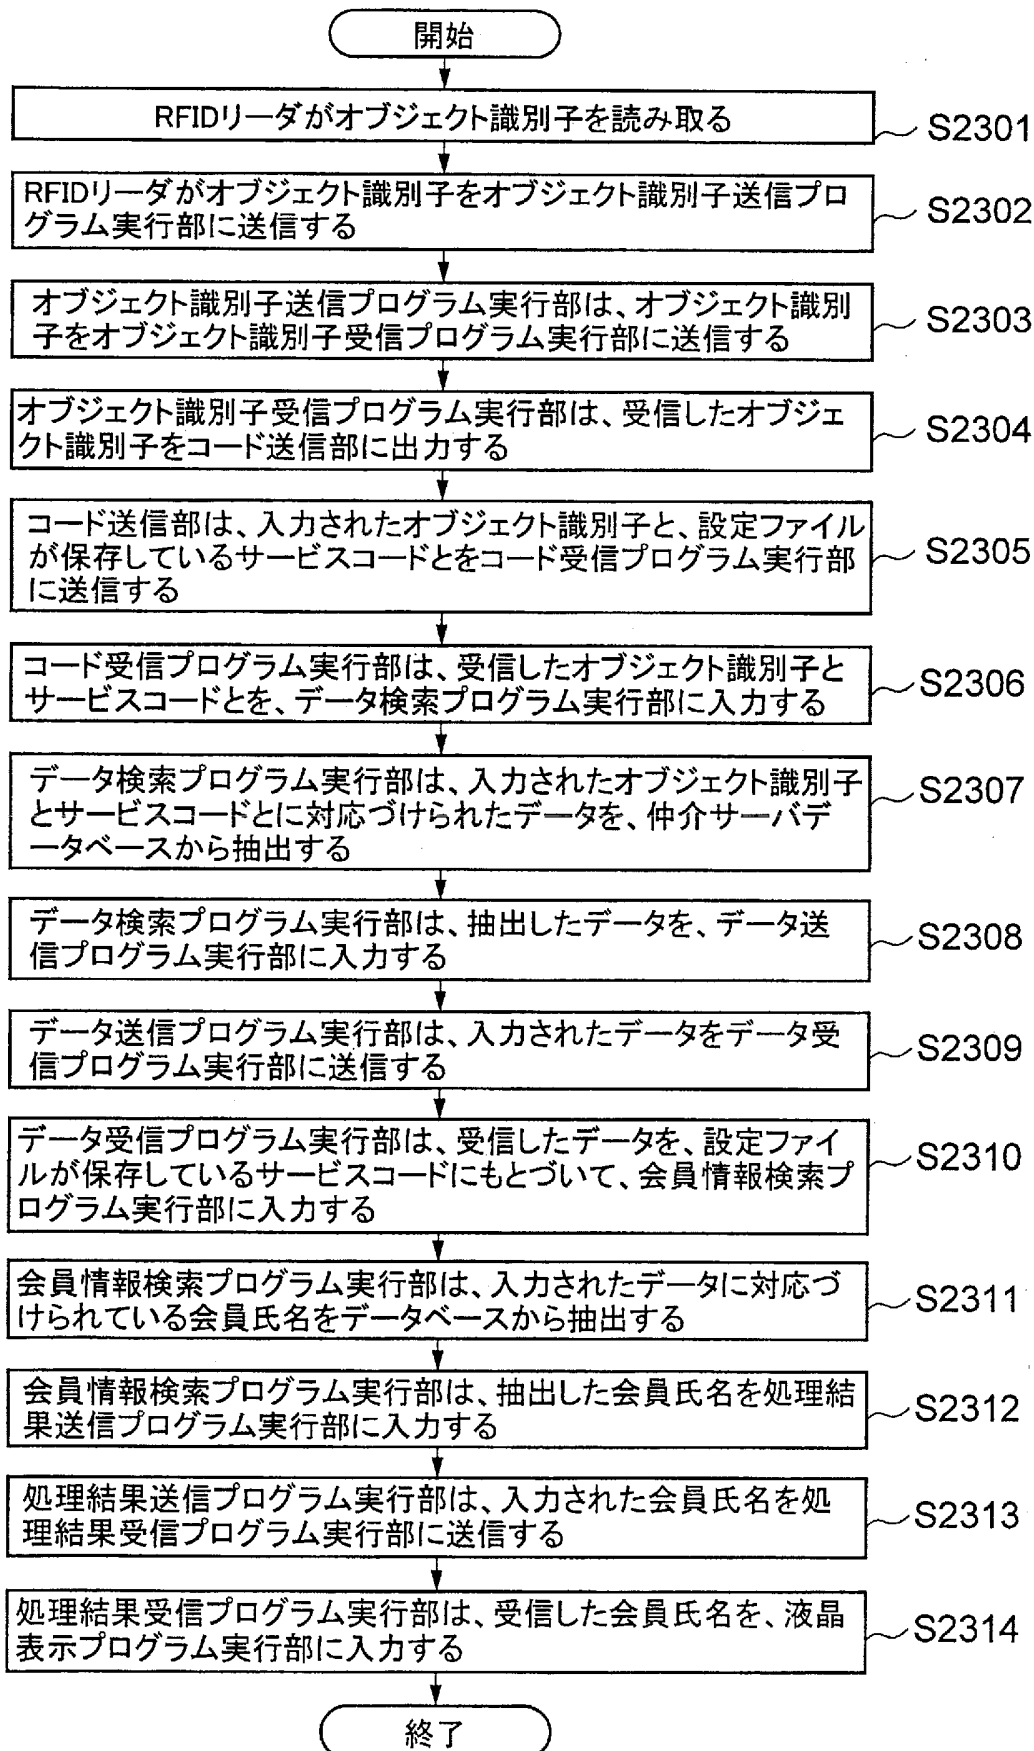 開始
RFIDリーダがオブジェクト識別子を読み取る
S2301
RFIDリーダがオブジェクト識別子をオブジェクト識別子送信プロ
グラム実行部に送信する
S2302
オブジェクト識別子送信プログラム実行部は、オブジェクト識別
子をオブジェクト識別子受信プログラム実行部に送信する
S2303
オブジェクト識別子受信プログラム実行部は、受信したオブジェ
クト識別子をコード送信部に出力する
S2304
コード送信部は、入力されたオブジェクト識別子と、設定ファイル
が保存しているサービスコードとをコード受信プログラム実行部
に送信する
S2305
コード受信プログラム実行部は、受信したオブジェクト識別子と
サービスコードとを、データ検索プログラム実行部に入力する
S2306
データ検索プログラム実行部は、入力されたオブジェクト識別子
とサービスコードとに対応づけられたデータを、仲介サーバデ
ータベースから抽出する
S2307
データ検索プログラム実行部は、抽出したデータを、データ送
信プログラム実行部に入力する
S2308
データ送信プログラム実行部は、入力されたデータをデータ受
信プログラム実行部に送信する
S2309
データ受信プログラム実行部は、受信したデータを、設定ファイ
ルが保存しているサービスコードにもとづいて、会員情報検索プ
ログラム実行部に入力する
S2310
会員情報検索プログラム実行部は、入力されたデータに対応づ
けられている会員氏名をデータベースから抽出する
S2311
会員情報検索プログラム実行部は、抽出した会員氏名を処理結
果送信プログラム実行部に入力する
S2312
処理結果送信プログラム実行部は、入力された会員氏名を処
理結果受信プログラム実行部に送信する
S2313
処理結果受信プログラム実行部は、受信した会員氏名を、液晶
表示プログラム実行部に入力する
S2314
終了